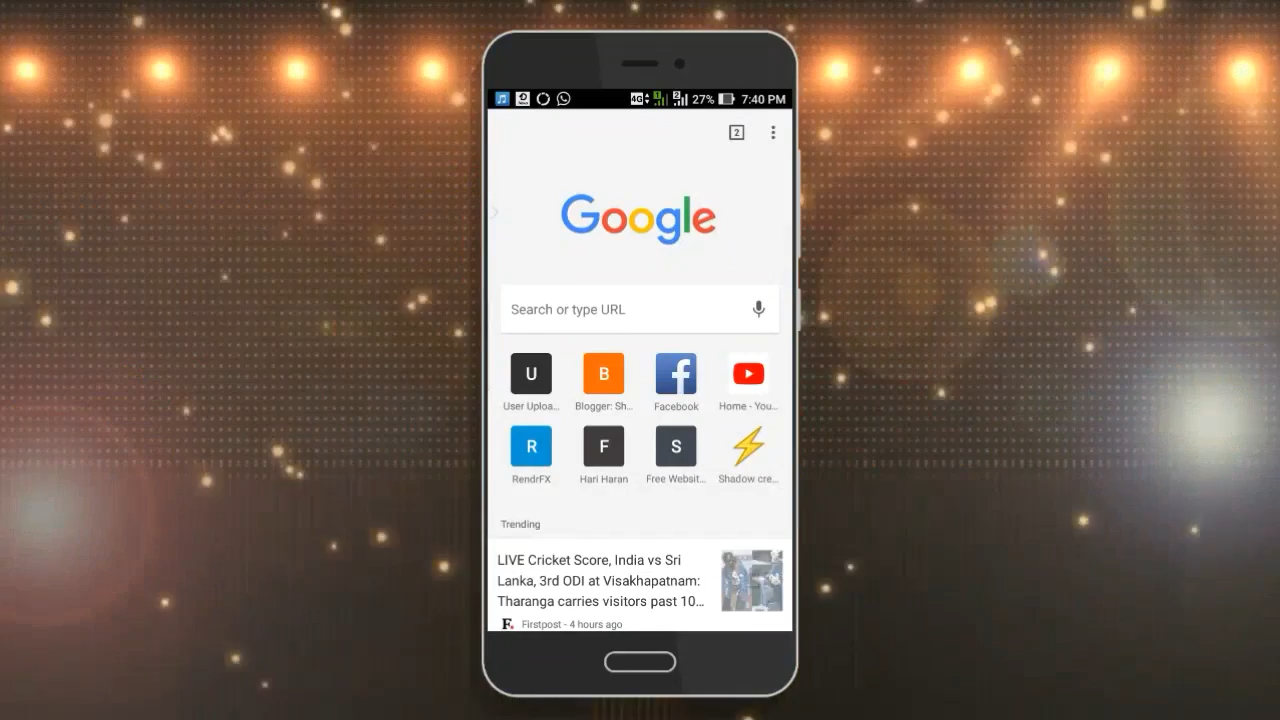 4G 1 2 27% 7:40 PM
2
Google
Search or type URL
U B
User Uploa... Blogger: Sh... Facebook Home - You...
R F S
RendrFX Hari Haran Free Websit... Shadow cre...
Trending
LIVE Cricket Score, India vs Sri
Lanka, 3rd ODI at Visakhapatnam:
Tharanga carries visitors past 10...
F. Firstpost - 4 hours ago